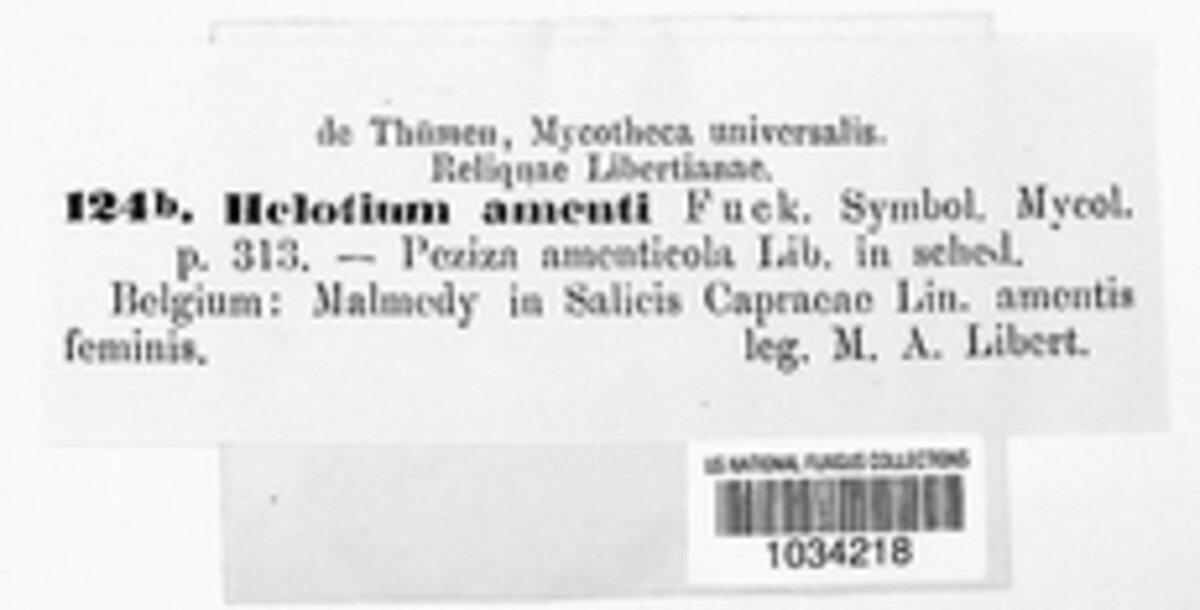 de Thümen, Mycotheca universalis.
Reliquae Libertianae.
124b. Helotium amenti Fuck. Symbol. Mycol.
p. 313. — Peziza amenticola Lib. in sched.
Belgium: Malmedy in Salicis Capraeae Lin. amentis
feminis. leg. M. A. Libert.
US NATIONAL FUNGUS COLLECTIONS
1034218